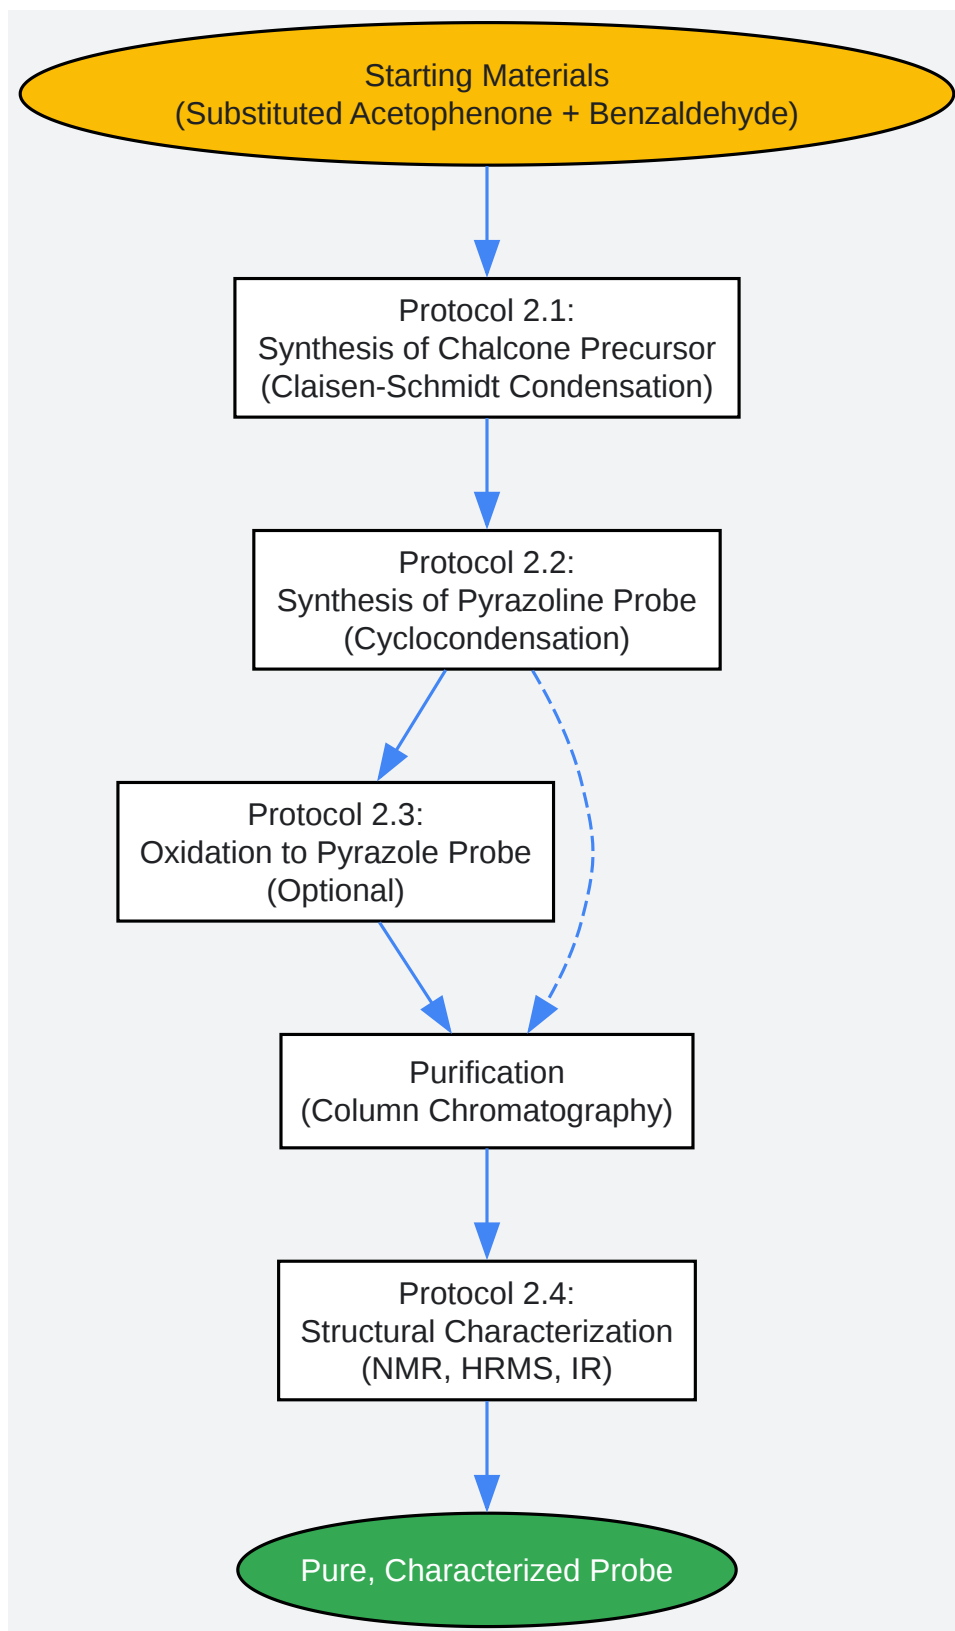 Starting Materials
(Substituted Acetophenone + Benzaldehyde)
Protocol 2.1:
Synthesis of Chalcone Precursor
(Claisen-Schmidt Condensation)
Protocol 2.2:
Synthesis of Pyrazoline Probe
(Cyclocondensation)
Protocol 2.3:
Oxidation to Pyrazole Probe
(Optional)
Purification
(Column Chromatography)
Protocol 2.4:
Structural Characterization
(NMR, HRMS, IR)
Pure, Characterized Probe